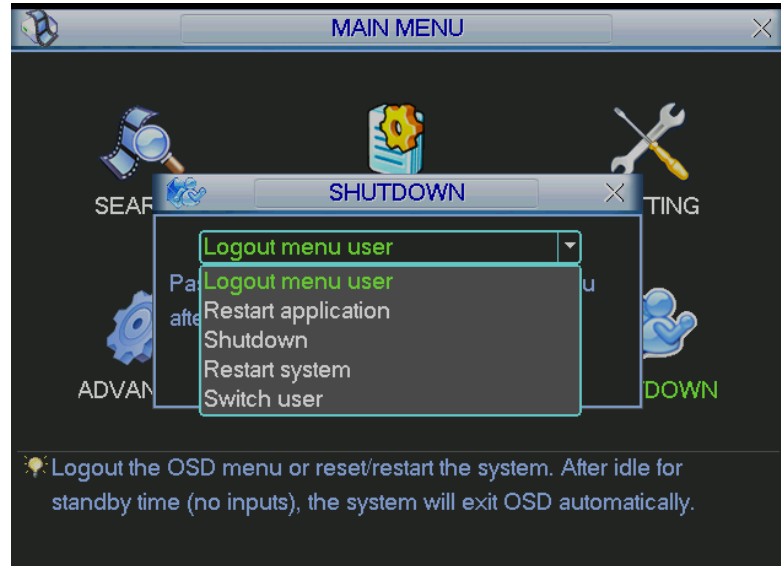 MAIN MENU
SHUTDOWN
Logout menu user
Logout menu user
Restart application
Shutdown
Restart system
Switch user
Logout the OSD menu or reset/restart the system. After idle for
standby time (no inputs), the system will exit OSD automatically.